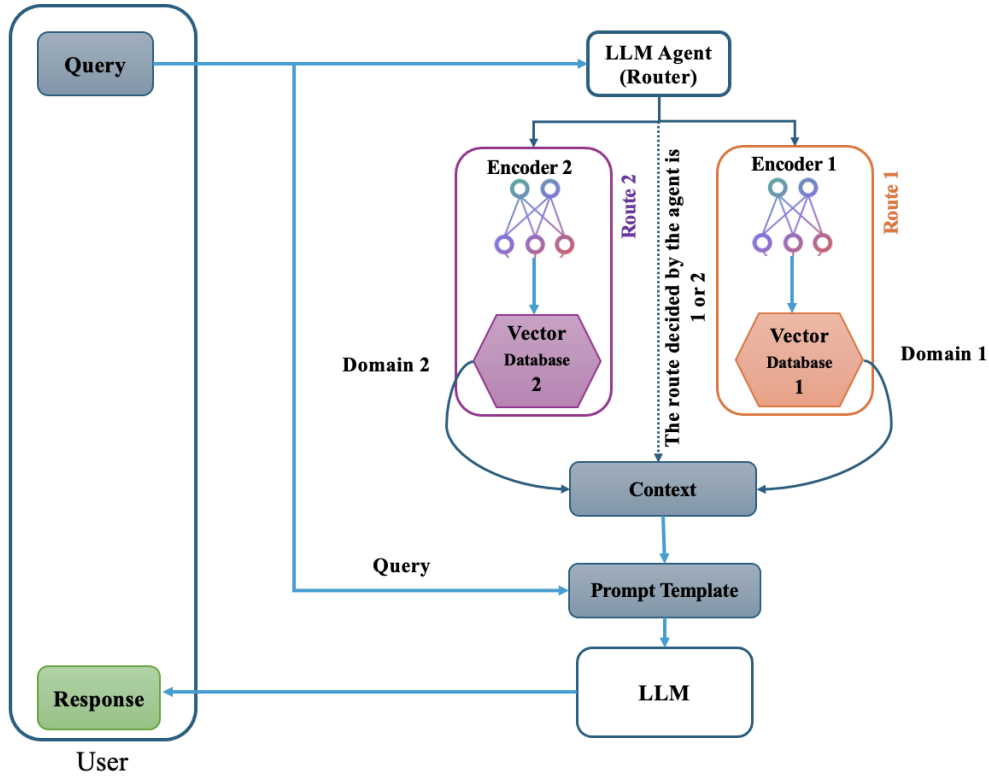 Query
LLM Agent
(Router)
Encoder 2
Route 2
The route decided by the agent is
1 or 2
Encoder 1
Route 1
Vector
Database
2
Domain 2
Vector
Database
1
Domain 1
Context
Query
Prompt Template
LLM
Response
User